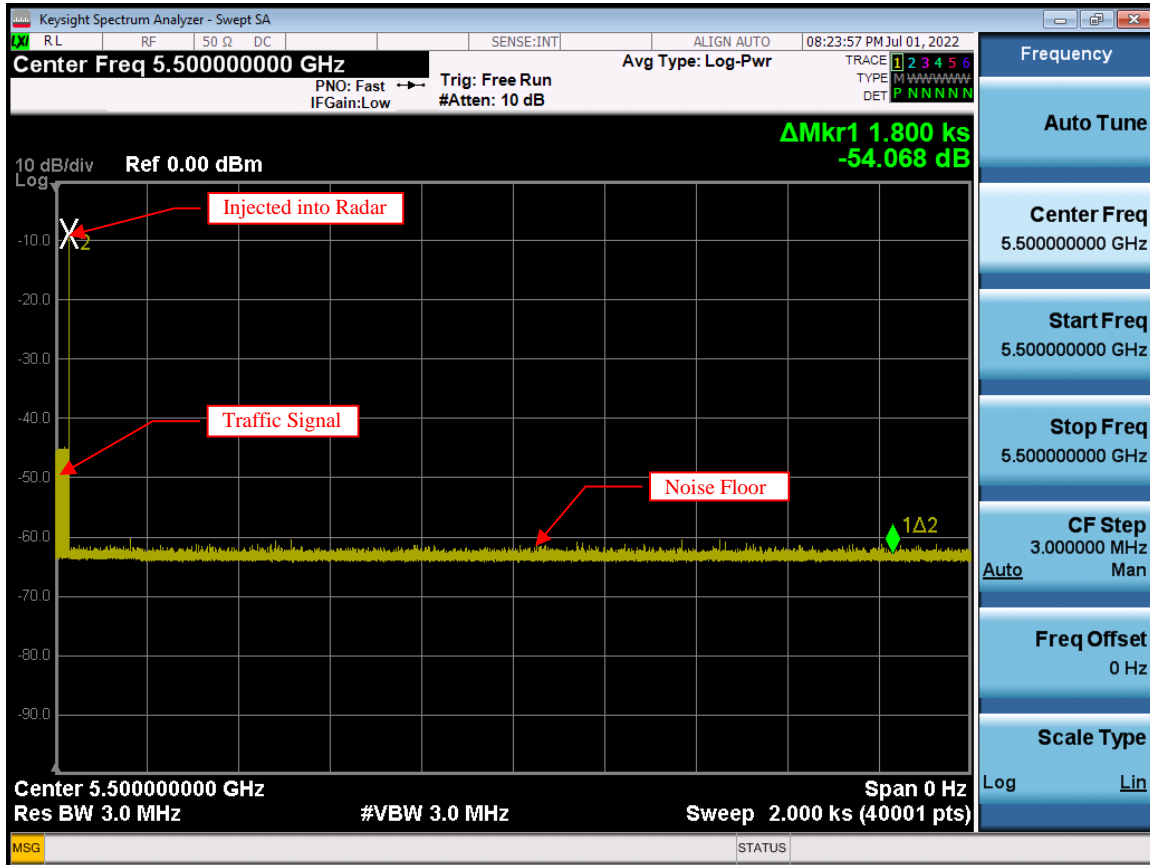 Keysight Spectrum Analyzer - Swept SA
LXI RL RF 50 Ω DC SENSE:INT ALIGN AUTO 08:23:57 PM Jul 01, 2022
Center Freq 5.500000000 GHz
PNO: Fast
IFGain:Low
Trig: Free Run
#Atten: 10 dB
Avg Type: Log-Pwr
TRACE 1 2 3 4 5 6
TYPE M WWWWW
DET P N N N N N
ΔMkr1 1.800 ks
-54.068 dB
10 dB/div Ref 0.00 dBm
Log
Injected into Radar
-10.0
2
-20.0
-30.0
-40.0
Traffic Signal
-50.0
Noise Floor
-60.0
1Δ2
-70.0
-80.0
-90.0
Center 5.500000000 GHz Span 0 Hz
Res BW 3.0 MHz #VBW 3.0 MHz Sweep 2.000 ks (40001 pts)
MSG STATUS
Frequency
Auto Tune
Center Freq
5.500000000 GHz
Start Freq
5.500000000 GHz
Stop Freq
5.500000000 GHz
CF Step
3.000000 MHz
Auto Man
Freq Offset
0 Hz
Scale Type
Log Lin